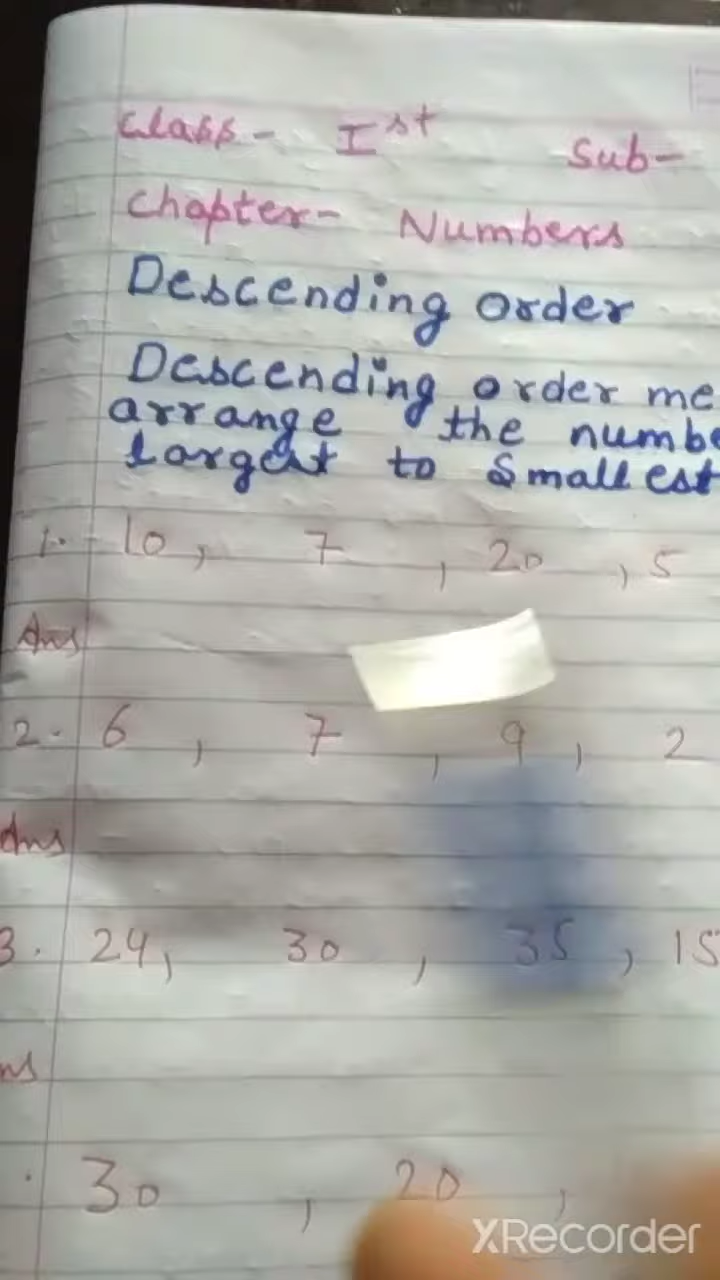 Class- Ist Sub-
Chapter- Numbers
Descending order
Descending order me
arrange the numbe
largest to smallest
1. 10, 7, 20, 5
Ans
2. 6, 7, 9, 2
Ans
3. 24, 30, 35, 15
ns
. 30, 20,
XRecorder